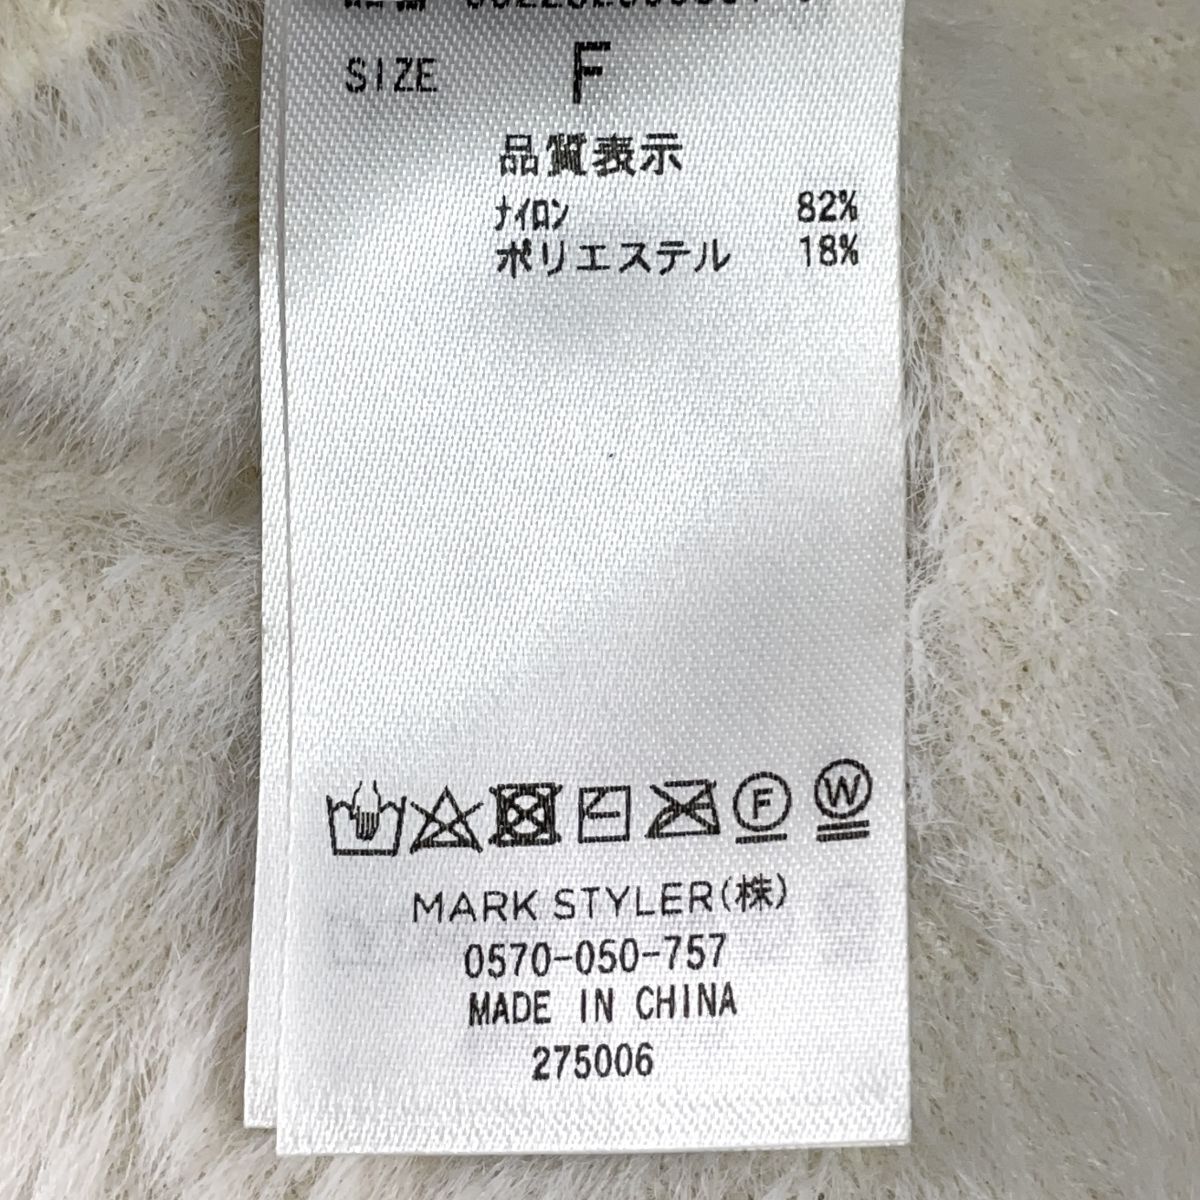 SIZE F
品質表示
ナイロン 82%
ポリエステル 18%
F W
MARK STYLER(株)
0570-050-757
MADE IN CHINA
275006